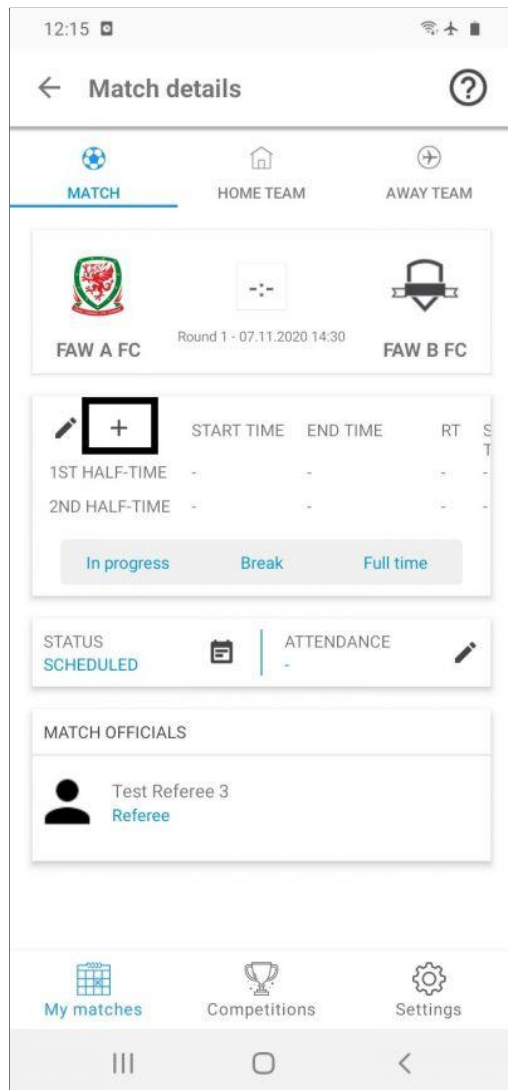 12:15
Match details
MATCH HOME TEAM AWAY TEAM
-:-
Round 1 - 07.11.2020 14:30
FAW A FC FAW B FC
+ START TIME END TIME RT S
T
1ST HALF-TIME - - - -
2ND HALF-TIME - - - -
In progress Break Full time
STATUS ATTENDANCE
SCHEDULED -
MATCH OFFICIALS
Test Referee 3
Referee
My matches Competitions Settings